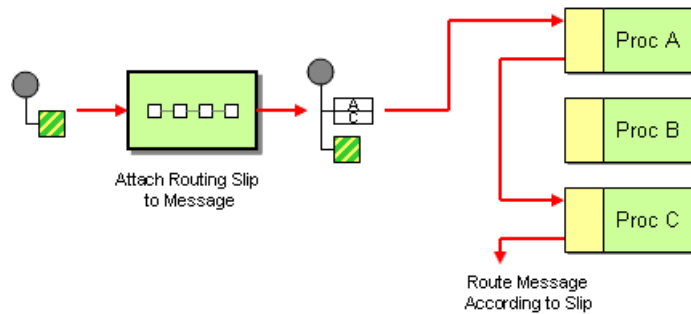 Proc A
A
C
Proc B
Attach Routing Slip
to Message
Proc C
Route Message
According to Slip